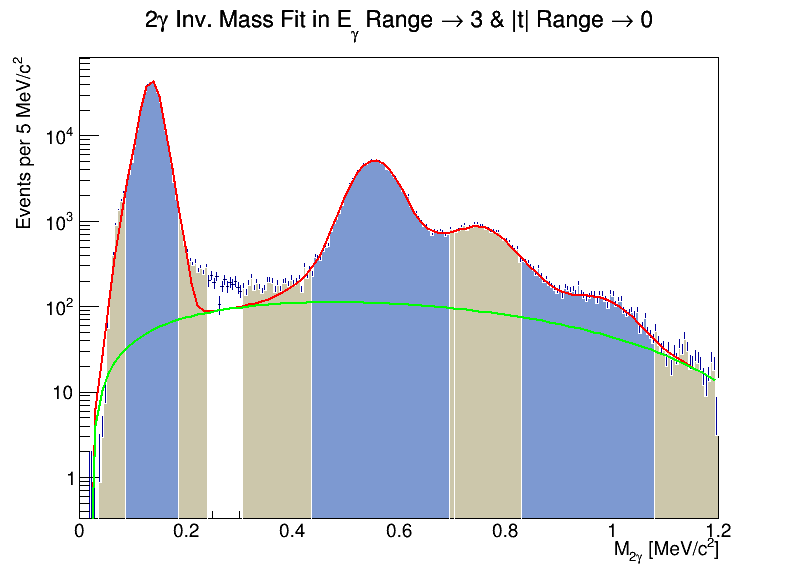 2γ Inv. Mass Fit in Eγ Range → 3 & |t| Range → 0
Events per 5 MeV/c²
10⁴
10³
10²
10
1
0 0.2 0.4 0.6 0.8 1 1.2
M2γ [MeV/c²]